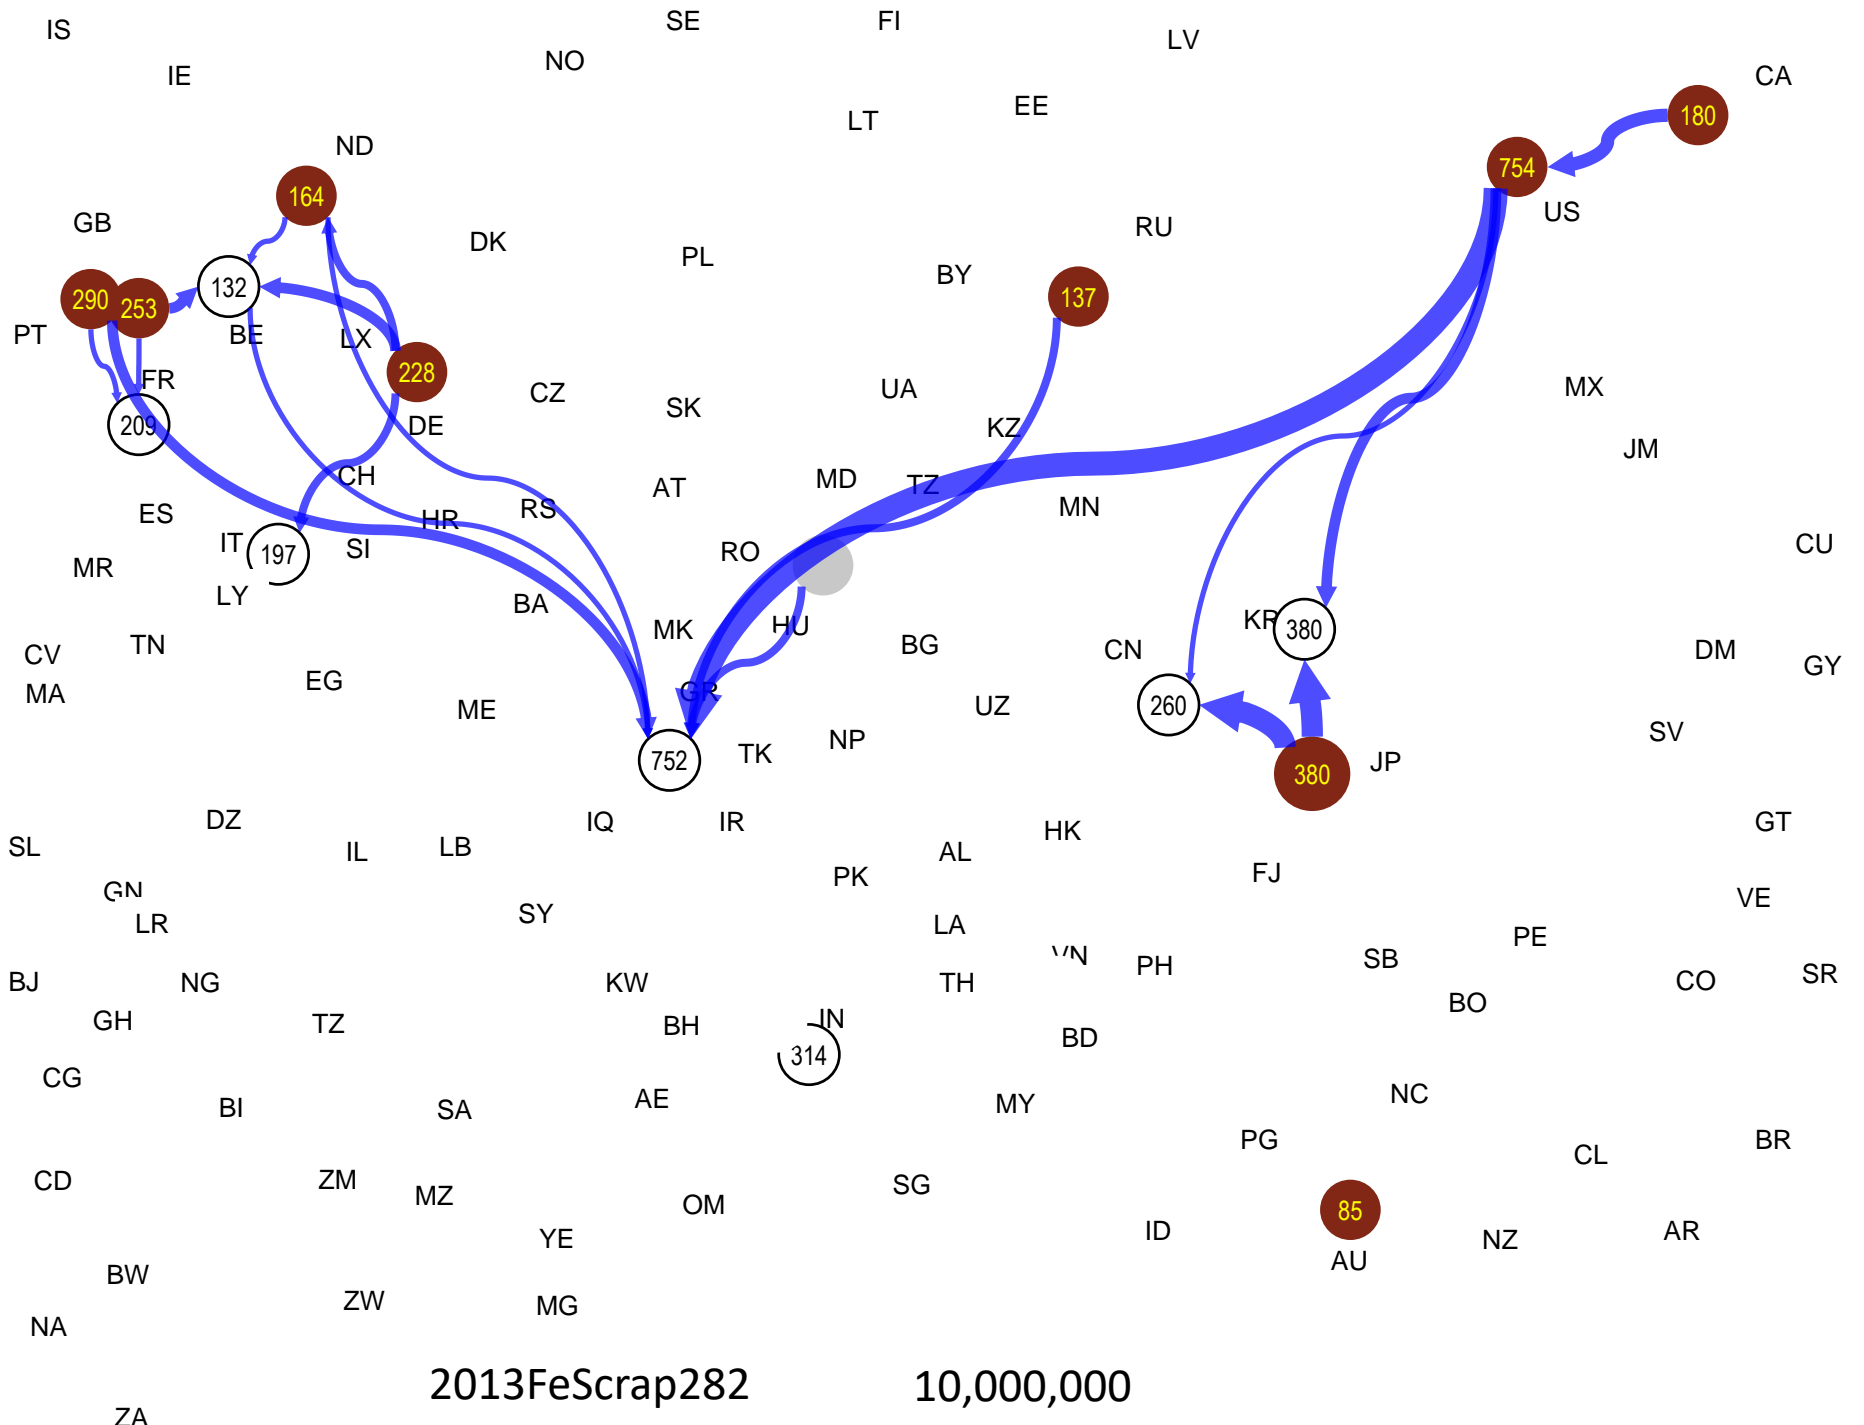 IS
SE
FI
LV
NO
IE
CA
EE
LT
180
ND
754
164
US
GB
RU
DK
PL
BY
132
290
253
137
PT
BE
LX
228
FR
CZ
UA
MX
SK
209
DE
KZ
JM
CH
MD
TZ
AT
ES
RS
MN
HR
IT
197
SI
RO
CU
MR
LY
BA
KR
380
MK
HU
TN
BG
CN
DM
CV
GY
EG
MA
GR
ME
UZ
260
SV
752
TK
NP
JP
380
DZ
IQ
IR
HK
GT
SL
IL
LB
AL
FJ
PK
GN
VE
LR
SY
LA
PE
VN
PH
SB
BJ
NG
KW
TH
CO
SR
BO
GH
TZ
BH
IN
BD
314
CG
NC
BI
SA
AE
MY
PG
BR
CL
CD
ZM
MZ
SG
OM
85
ID
AR
YE
NZ
AU
BW
ZW
MG
NA
2013FeScrap282
10,000,000
ZA